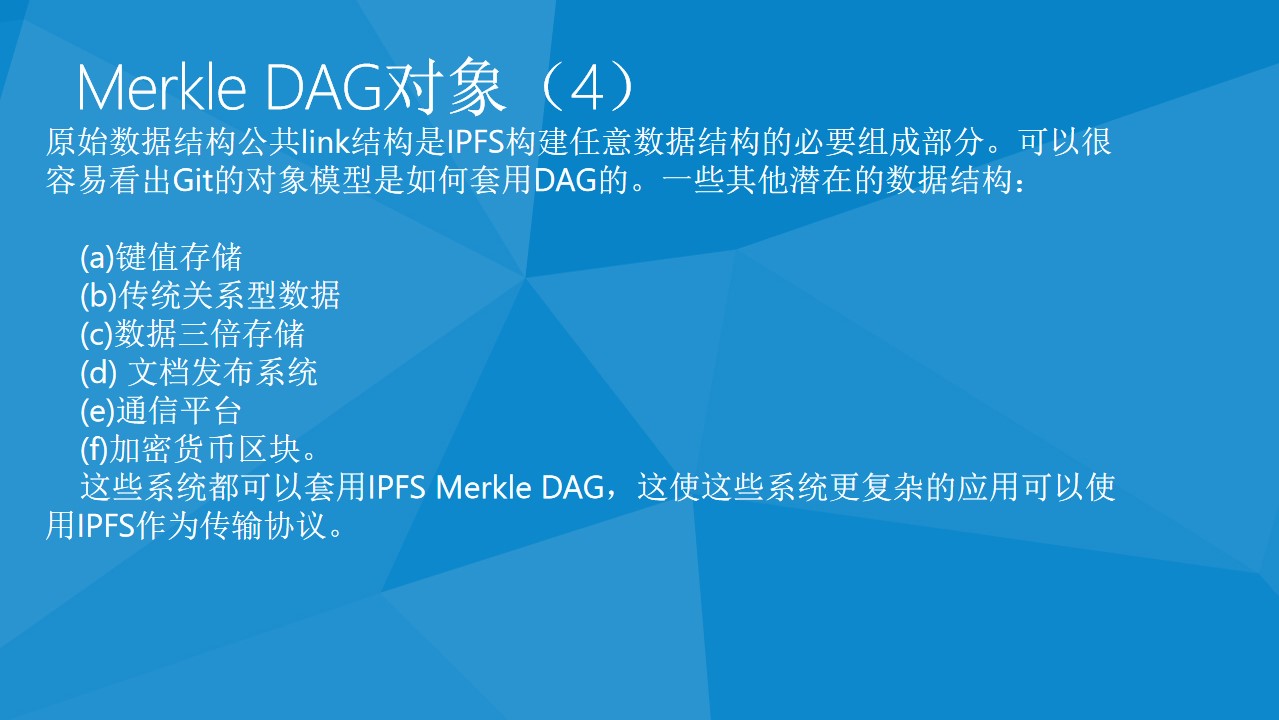 Merkle DAG对象（4）
原始数据结构公共link结构是IPFS构建任意数据结构的必要组成部分。可以很
容易看出Git的对象模型是如何套用DAG的。一些其他潜在的数据结构：
(a)键值存储
(b)传统关系型数据
(c)数据三倍存储
(d) 文档发布系统
(e)通信平台
(f)加密货币区块。
这些系统都可以套用IPFS Merkle DAG，这使这些系统更复杂的应用可以使
用IPFS作为传输协议。